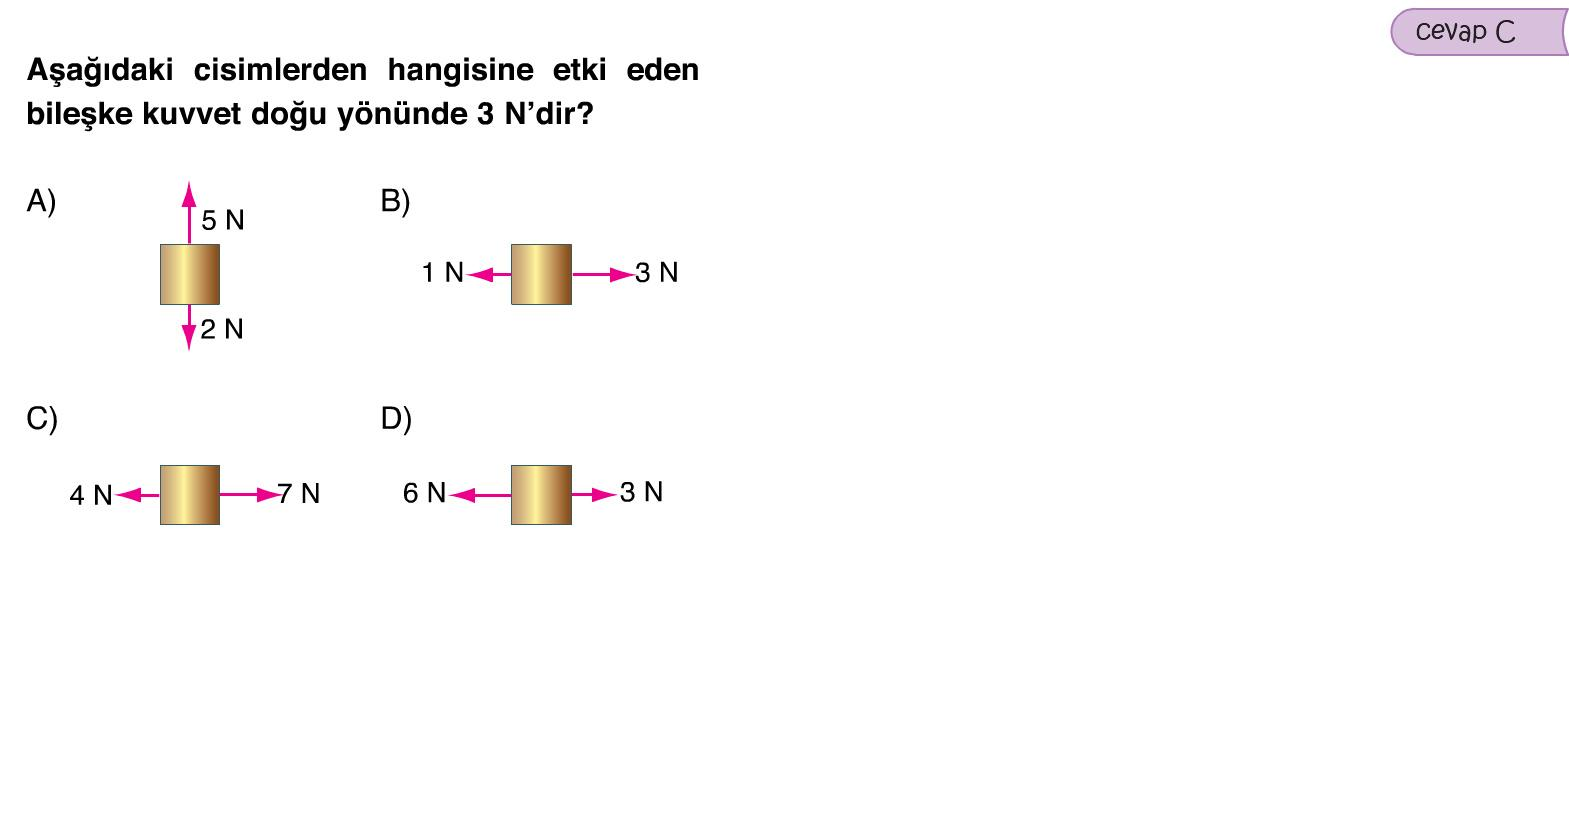 cevap C
Aşağıdaki cisimlerden hangisine etki eden
bileşke kuvvet doğu yönünde 3 N'dir?
A)
5 N
2 N
B)
1 N
3 N
C)
4 N
7 N
D)
6 N
3 N